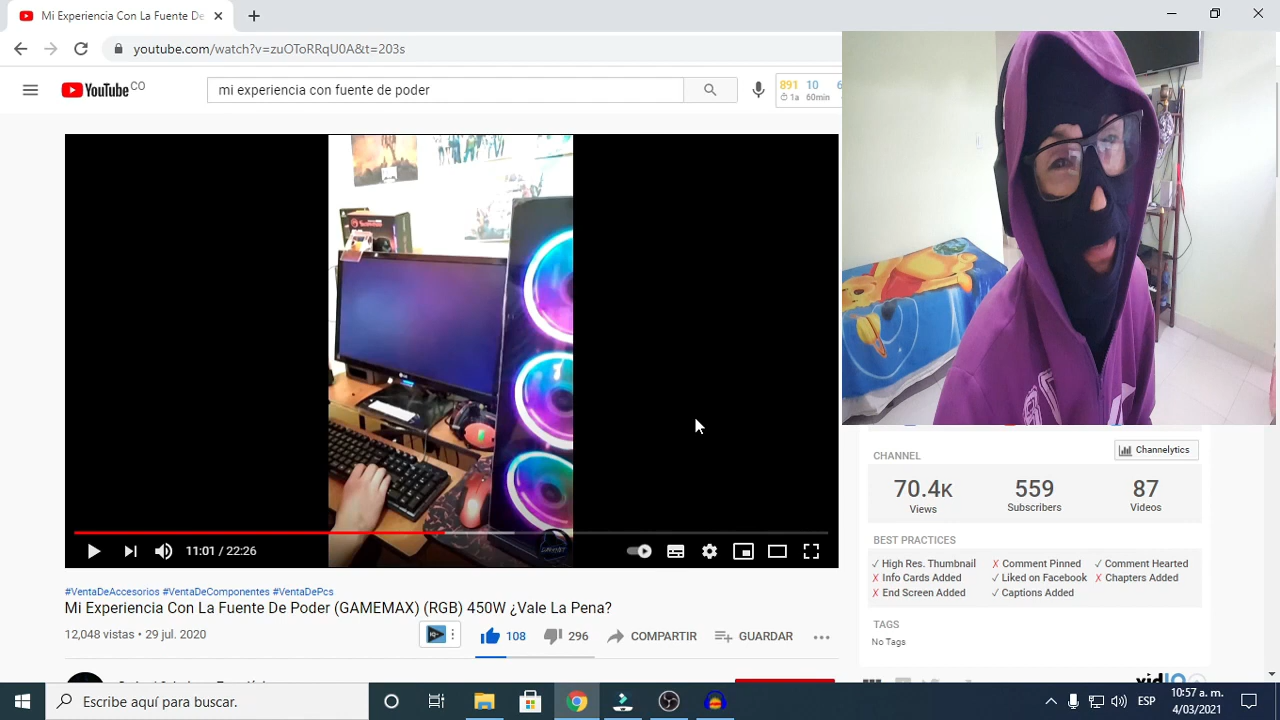 Mi Experiencia Con La Fuente De
youtube.com/watch?v=zuOToRRqU0A&t=203s
YouTube CO
mi experiencia con fuente de poder
891 10
1a 60min
11:01 / 22:26
#VentaDeAccesorios #VentaDeComponentes #VentaDePcs
Mi Experiencia Con La Fuente De Poder (GAMEMAX) (RGB) 450W ¿Vale La Pena?
12,048 vistas • 29 jul. 2020
108 296 COMPARTIR GUARDAR
CHANNEL
Channelytics
70.4K 559 87
Views Subscribers Videos
BEST PRACTICES
✓ High Res. Thumbnail ✗ Comment Pinned ✓ Comment Hearted
✗ Info Cards Added ✓ Liked on Facebook ✗ Chapters Added
✗ End Screen Added ✓ Captions Added
TAGS
No Tags
vidIQ
Escribe aquí para buscar.
ESP
10:57 a. m.
4/03/2021